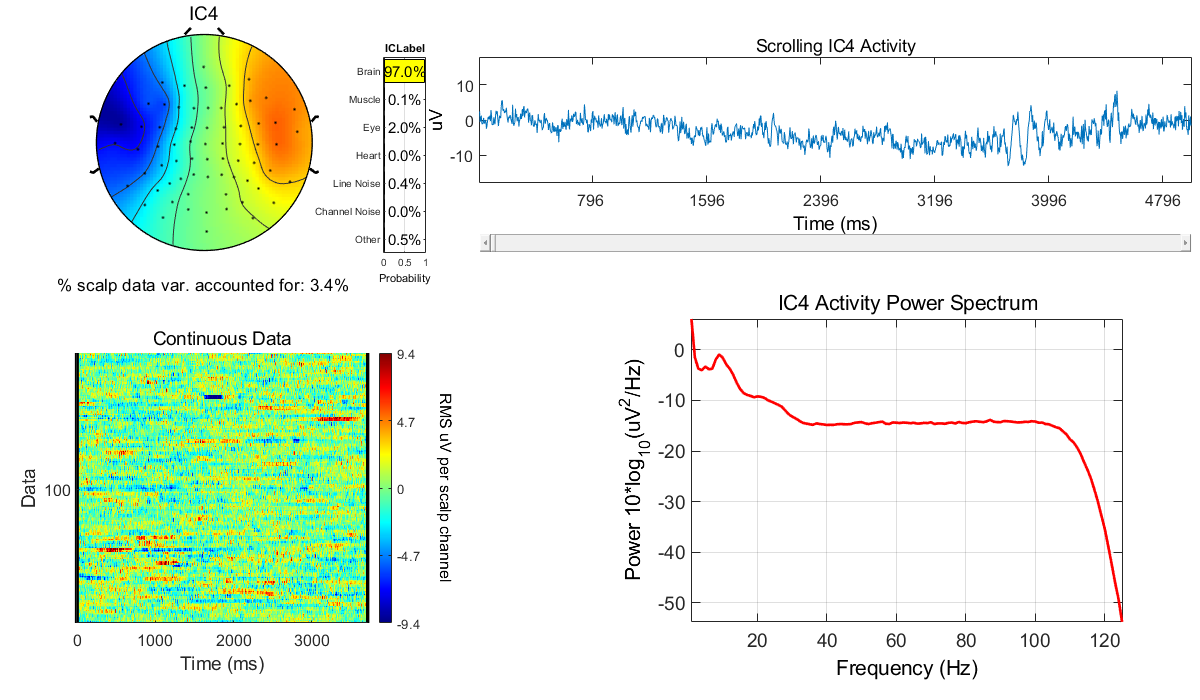 IC4
ICLabel
Brain 97.0%
Muscle 0.1%
Eye 2.0%
Heart 0.0%
Line Noise 0.4%
Channel Noise 0.0%
Other 0.5%
0 0.5 1
Probability
% scalp data var. accounted for: 3.4%
Scrolling IC4 Activity
uV
10
0
-10
796 1596 2396 3196 3996 4796
Time (ms)
Continuous Data
Data
100
0 1000 2000 3000
Time (ms)
9.4
4.7
0
-4.7
-9.4
RMS uV per scalp channel
IC4 Activity Power Spectrum
Power 10*log10(uV2/Hz)
0
-10
-20
-30
-40
-50
20 40 60 80 100 120
Frequency (Hz)